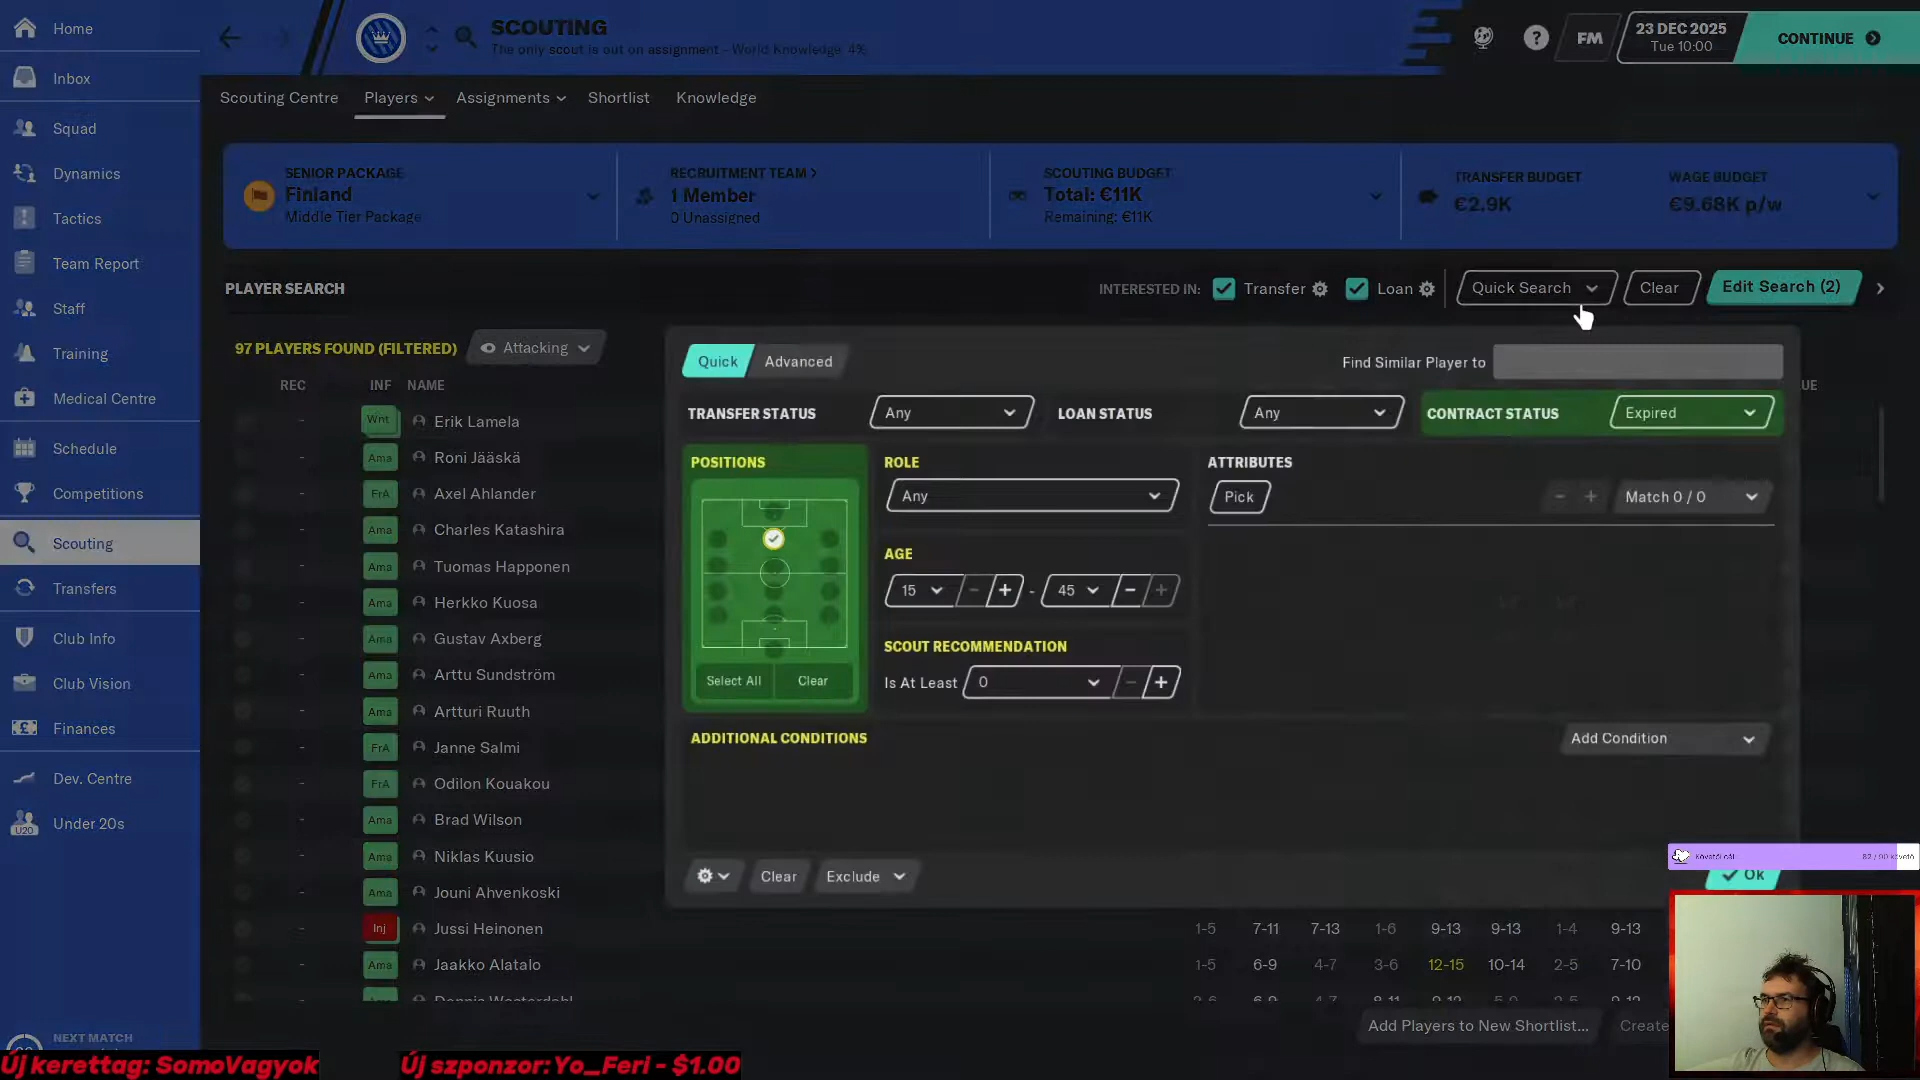 Home
Inbox
Squad
Dynamics
Tactics
Team Report
Staff
Training
Medical Centre
Schedule
Competitions
Scouting
Transfers
Club Info
Club Vision
Finances
Dev. Centre
U20 Under 20s
NEXT MATCH
SCOUTING
The only scout is out on assignment - World Knowledge: 4%
FM
23 DEC 2025
Tue 10:00
CONTINUE
Scouting Centre Players Assignments Shortlist Knowledge
SENIOR PACKAGE
Finland
Middle Tier Package
RECRUITMENT TEAM >
1 Member
0 Unassigned
SCOUTING BUDGET
Total: €11K
Remaining: €11K
TRANSFER BUDGET
€2.9K
WAGE BUDGET
€9.68K p/w
PLAYER SEARCH
INTERESTED IN: Transfer Loan Quick Search Clear Edit Search (2)
97 PLAYERS FOUND (FILTERED) Attacking
REC INF NAME
- Wnt Erik Lamela
- Ama Roni Jääskä
- FrA Axel Ahlander
- Ama Charles Katashira
- Ama Tuomas Happonen
- Ama Herkko Kuosa
- Ama Gustav Axberg
- Ama Arttu Sundström
- Ama Artturi Ruuth
- FrA Janne Salmi
- FrA Odilon Kouakou
- Ama Brad Wilson
- Ama Niklas Kuusio
- Ama Jouni Ahvenkoski
- Inj Jussi Heinonen 1-5 7-11 7-13 1-6 9-13 9-13 1-4 9-13
- Ama Jaakko Alatalo 1-5 6-9 4-7 3-6 12-15 10-14 2-5 7-10
Quick Advanced
Find Similar Player to
TRANSFER STATUS Any
LOAN STATUS Any
CONTRACT STATUS Expired
POSITIONS
Select All Clear
ROLE
Any
AGE
15 - + - 45 - +
SCOUT RECOMMENDATION
Is At Least 0 - +
ATTRIBUTES
Pick - + Match 0 / 0
ADDITIONAL CONDITIONS
Add Condition
Clear Exclude
Ok
Követői cél
82 / 90 követő
Add Players to New Shortlist... Create
Új kerettag: SomoVagyok
Új szponzor: Yo_Feri - $1.00